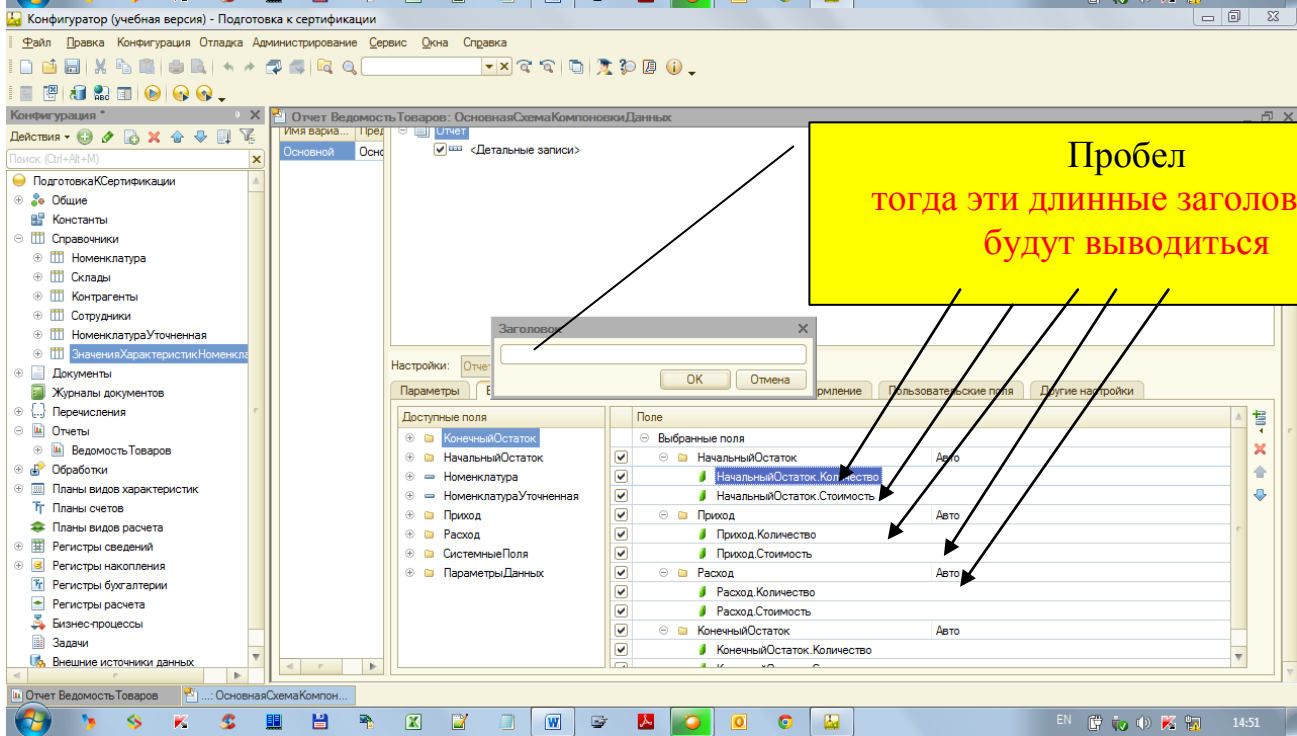 Конфигуратор (учебная версия) - Подготовка к сертификации
Файл Правка Конфигурация Отладка Администрирование Сервис Окна Справка
Конфигурация *
Действия
Поиск (Ctrl+Alt+M)
ПодготовкаКСертификации
Общие
Константы
Справочники
Номенклатура
Склады
Контрагенты
Сотрудники
НоменклатураУточненная
ЗначенияХарактеристикНоменкла
Документы
Журналы документов
Перечисления
Отчеты
ВедомостьТоваров
Обработки
Планы видов характеристик
Планы счетов
Планы видов расчета
Регистры сведений
Регистры накопления
Регистры бухгалтерии
Регистры расчета
Бизнес-процессы
Задачи
Внешние источники данных
Отчет ВедомостьТоваров: ОсновнаяСхемаКомпоновкиДанных
Имя вариа... Пред
Основной Осно
Отчет
<Детальные записи>
Пробел
тогда эти длинные заголов
будут выводиться
Заголовок
OK Отмена
Настройки: Отче
Параметры рмление Пользовательские поля Другие настройки
Доступные поля
КонечныйОстаток
НачальныйОстаток
Номенклатура
НоменклатураУточненная
Приход
Расход
СистемныеПоля
ПараметрыДанных
Поле
Выбранные поля
НачальныйОстаток Авто
НачальныйОстаток.Количество
НачальныйОстаток.Стоимость
Приход Авто
Приход.Количество
Приход.Стоимость
Расход Авто
Расход.Количество
Расход.Стоимость
КонечныйОстаток Авто
КонечныйОстаток.Количество
Отчет ВедомостьТоваров ...: ОсновнаяСхемаКомпон...
EN 14:51